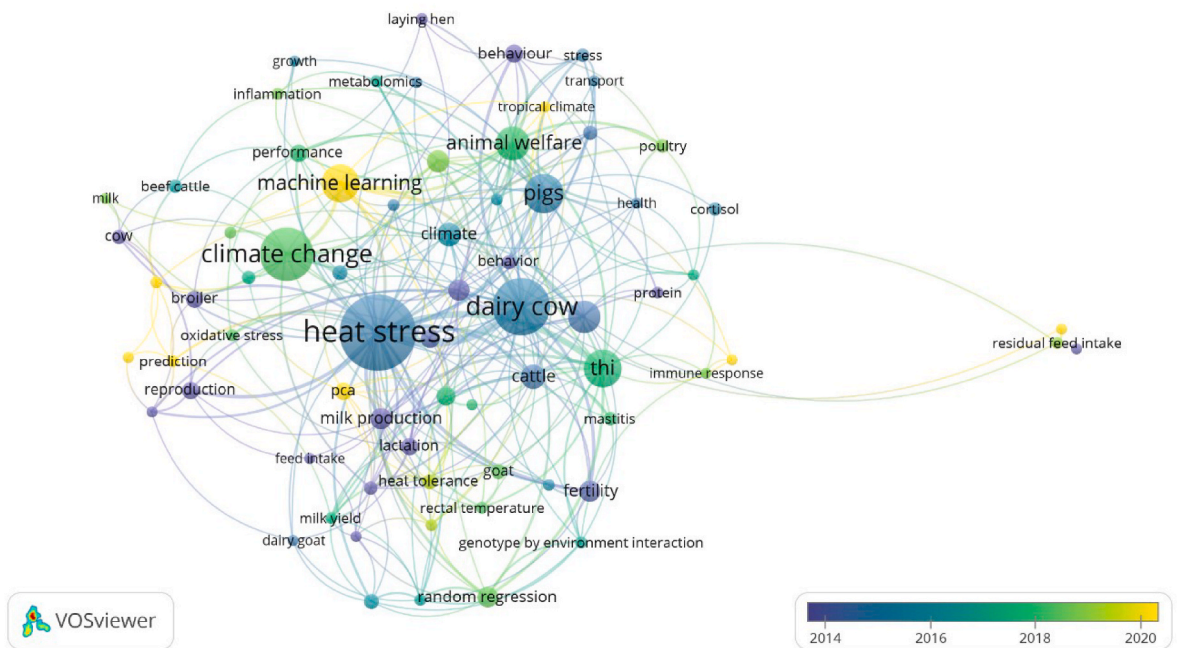 laying hen
behaviour
stress
growth
metabolomics
transport
inflammation
tropical climate
animal welfare
poultry
performance
machine learning
beef cattle
pigs
milk
health
cortisol
cow
climate
climate change
behavior
protein
broiler
dairy cow
heat stress
oxidative stress
residual feed intake
prediction
thi
immune response
cattle
reproduction
pca
milk production
mastitis
lactation
feed intake
goat
heat tolerance
fertility
rectal temperature
milk yield
dairy goat
genotype by environment interaction
random regression
VOSviewer
2014 2016 2018 2020